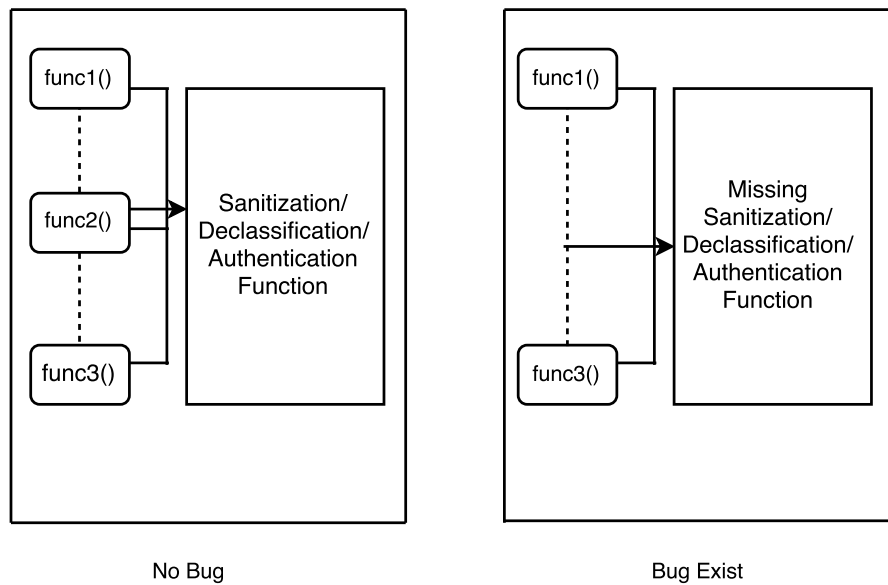 func1()
func2()
func3()
Sanitization/
Declassification/
Authentication
Function
No Bug
func1()
func3()
Missing
Sanitization/
Declassification/
Authentication
Function
Bug Exist